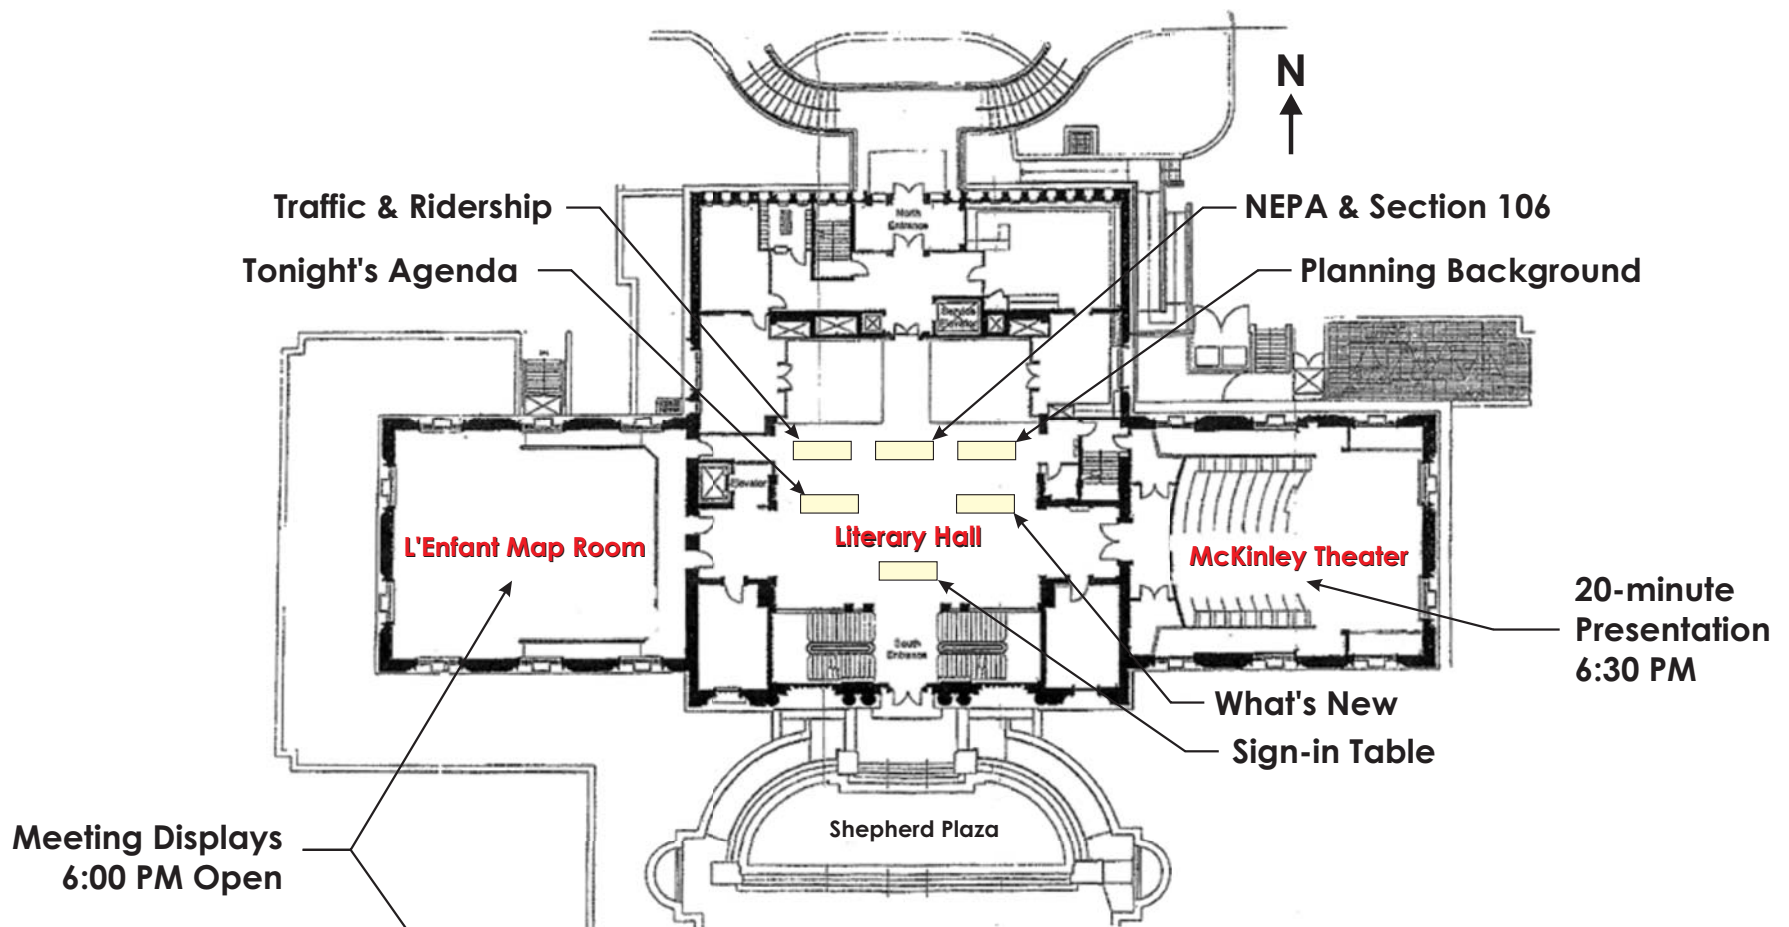 N
Traffic & Ridership
NEPA & Section 106
North
Entrance
Tonight's Agenda
Planning Background
Service
Elevator
Elevator
Literary Hall
L'Enfant Map Room
McKinley Theater
20-minute
Presentation
6:30 PM
South
Entrance
What's New
Sign-in Table
Shepherd Plaza
Meeting Displays
6:00 PM Open